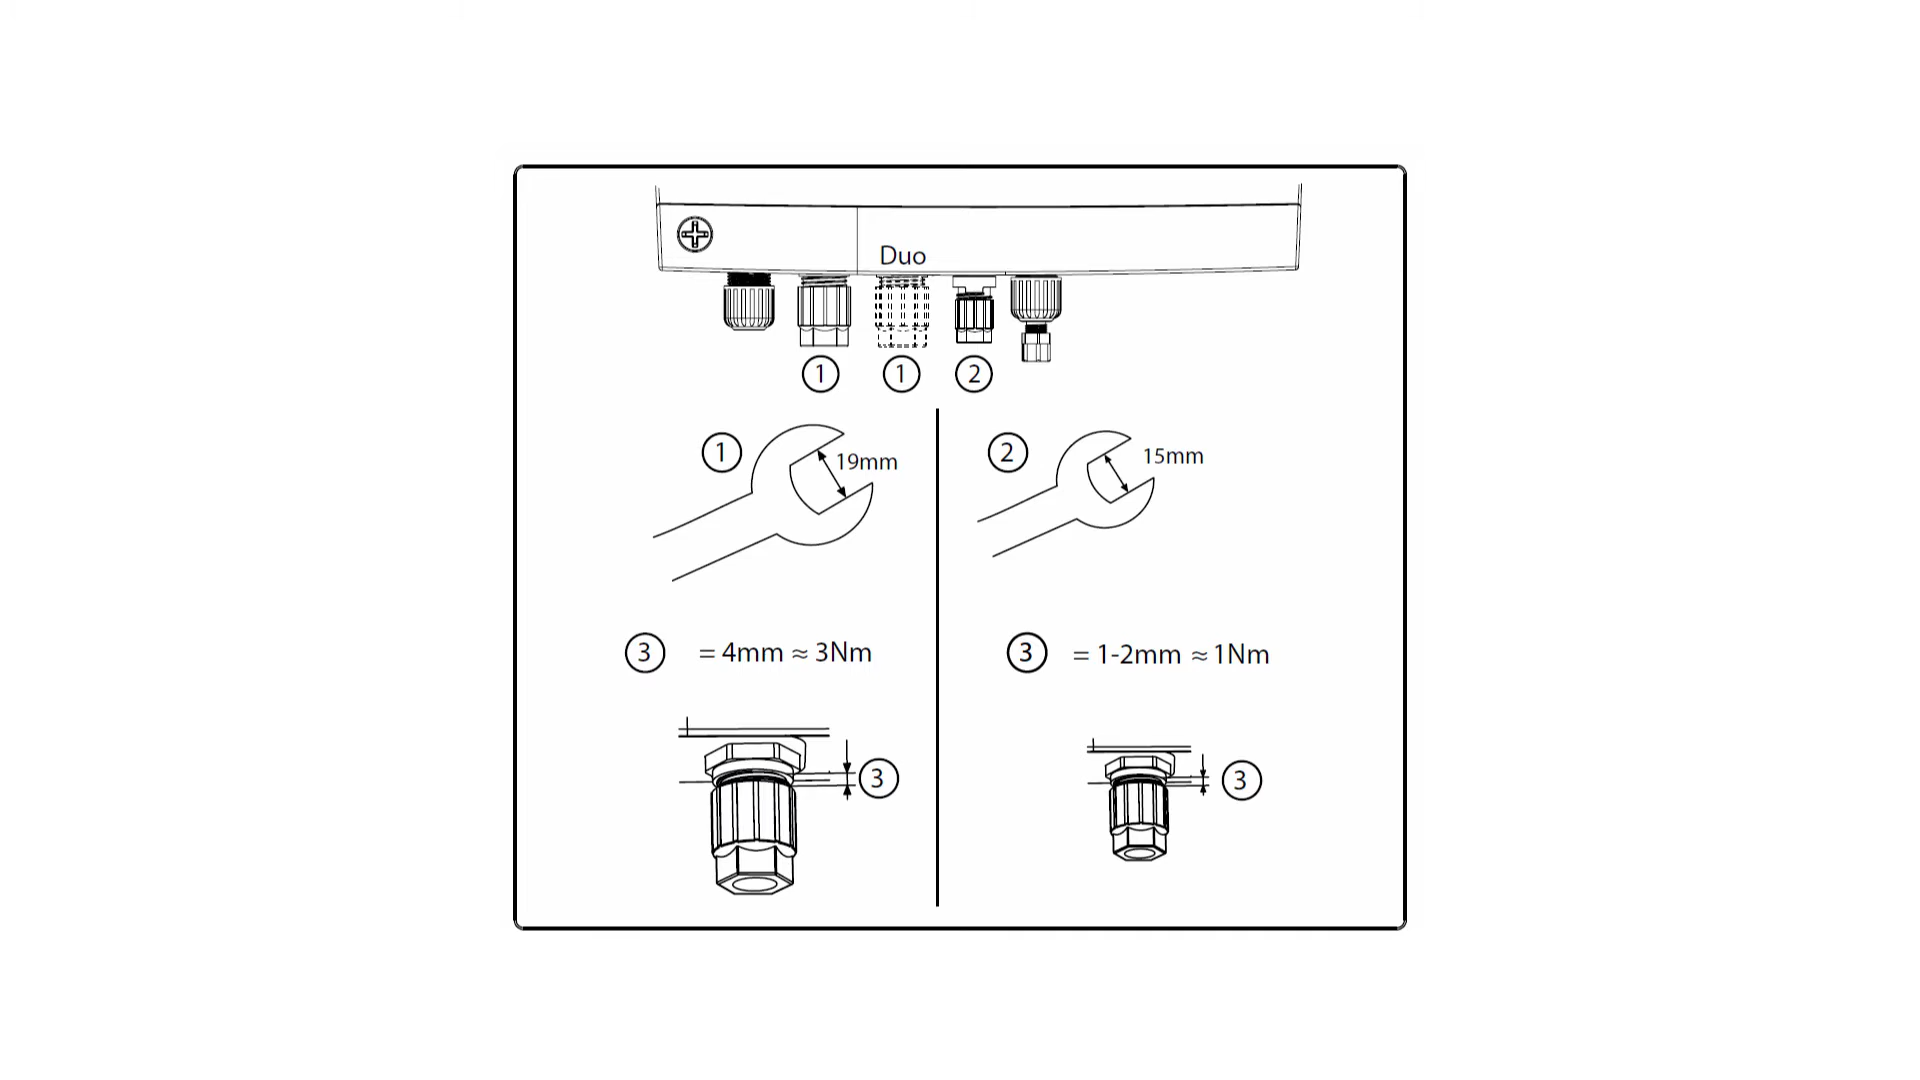 Duo
1 1 2
1 19mm
2 15mm
3 = 4mm ≈ 3Nm
3 = 1-2mm ≈ 1Nm
3
3